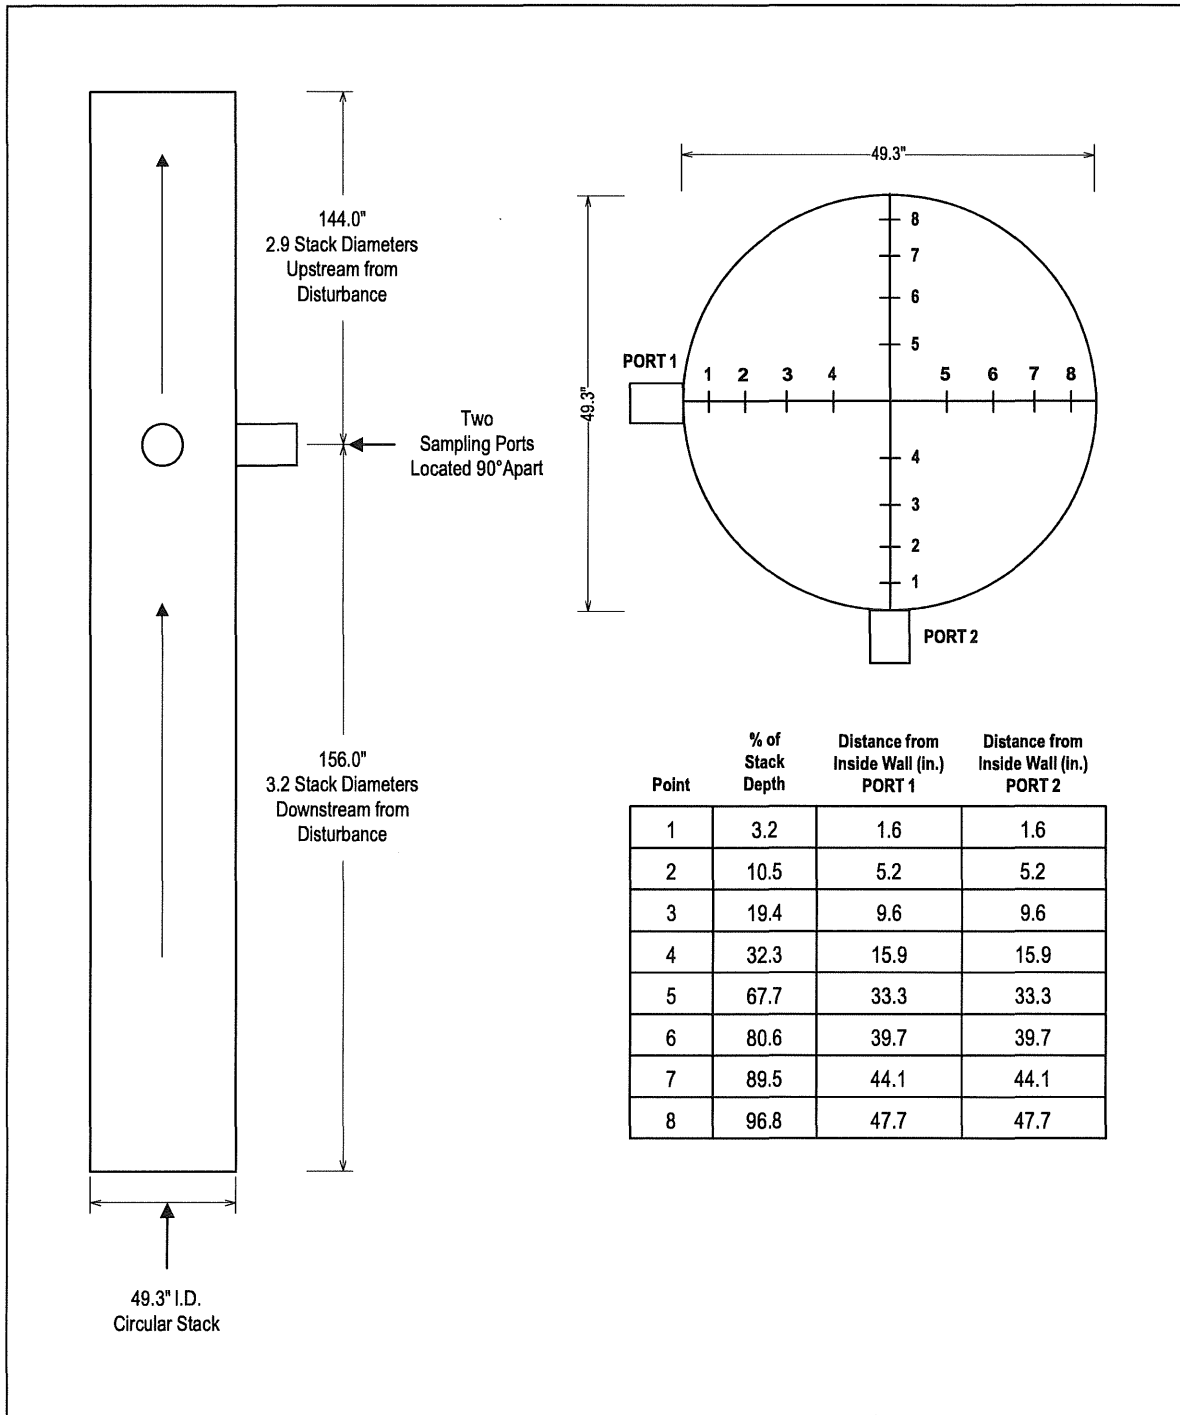 144.0"
2.9 Stack Diameters
Upstream from
Disturbance
Two
Sampling Ports
Located 90°Apart
156.0"
3.2 Stack Diameters
Downstream from
Disturbance
49.3" I.D.
Circular Stack
49.3"
49.3"
8
7
6
5
PORT 1
1 2 3 4 5 6 7 8
4
3
2
1
PORT 2
Point % of Stack Depth Distance from Inside Wall (in.) PORT 1 Distance from Inside Wall (in.) PORT 2
1 3.2 1.6 1.6
2 10.5 5.2 5.2
3 19.4 9.6 9.6
4 32.3 15.9 15.9
5 67.7 33.3 33.3
6 80.6 39.7 39.7
7 89.5 44.1 44.1
8 96.8 47.7 47.7